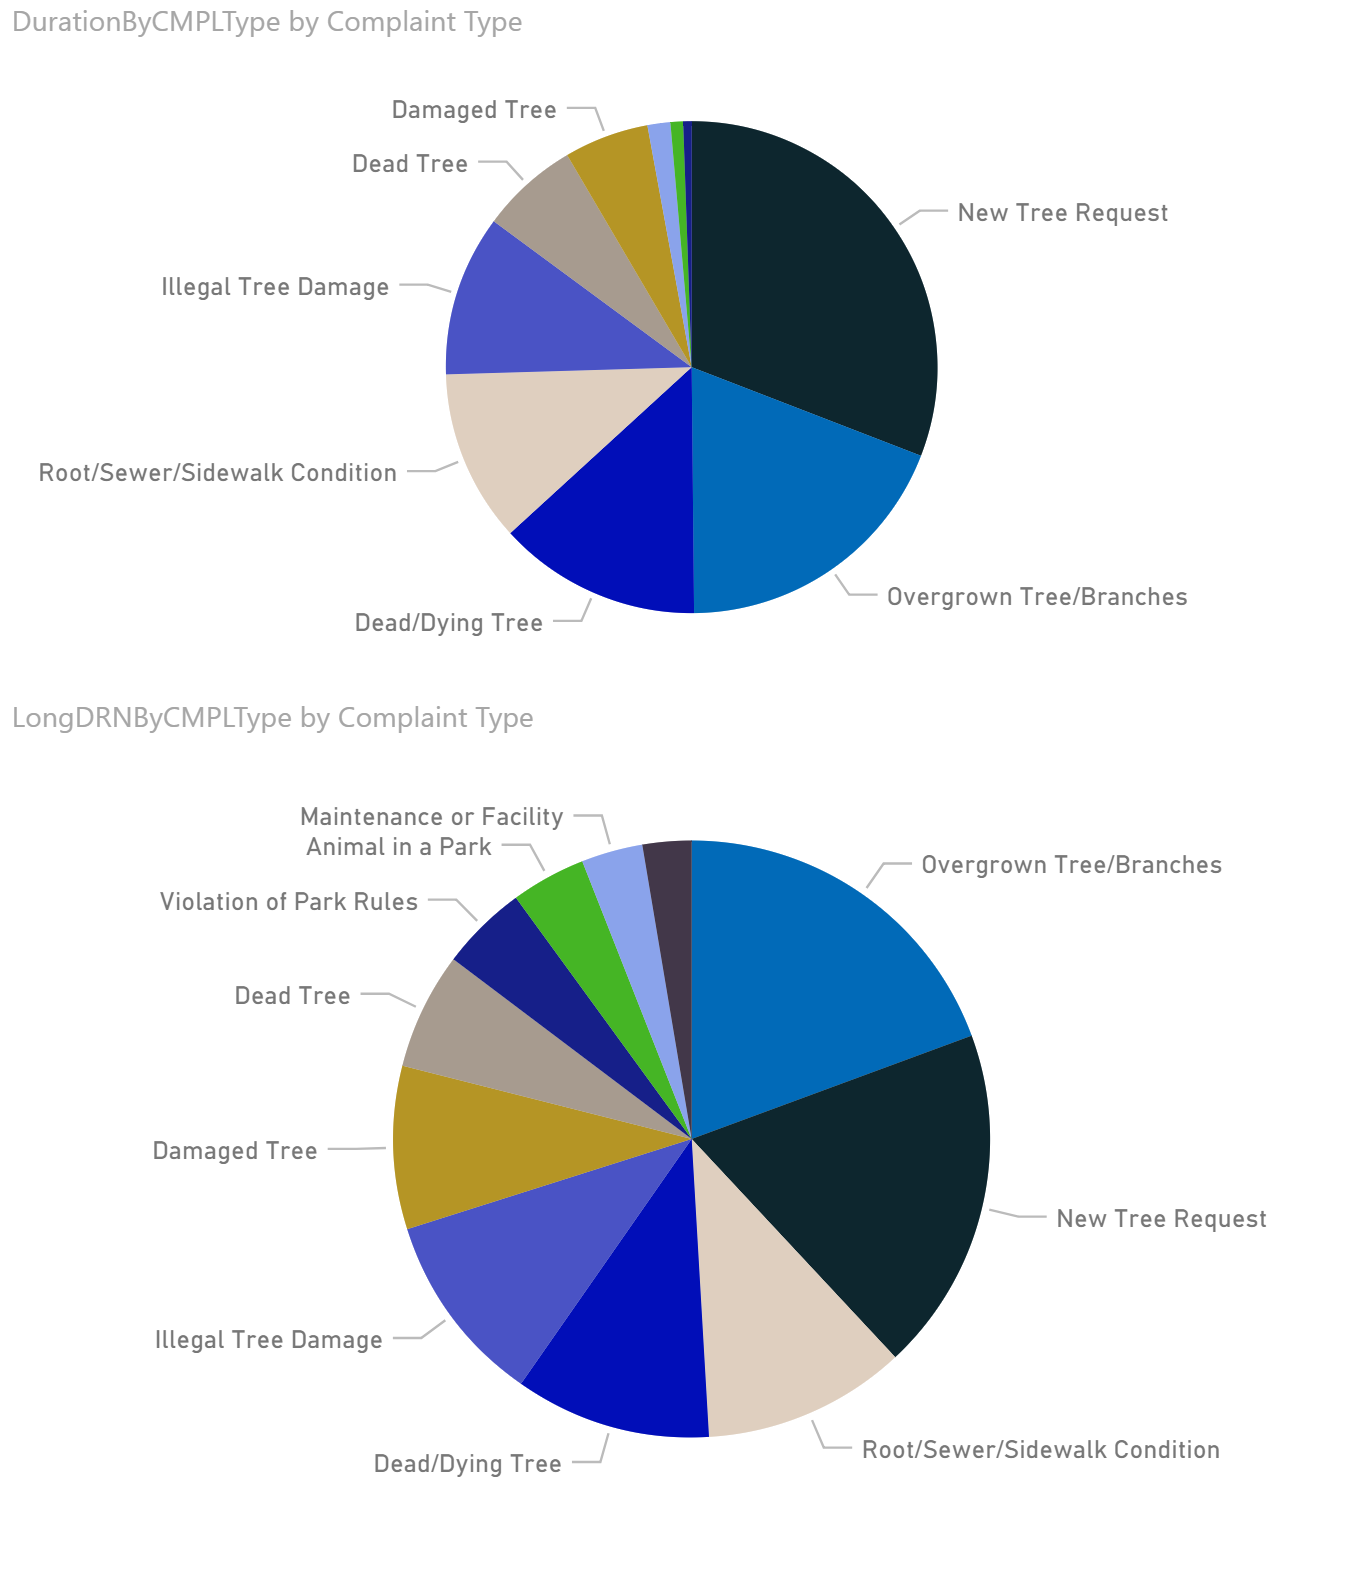 DurationByCMPLType by Complaint Type
Damaged Tree
Dead Tree
New Tree Request
Illegal Tree Damage
Root/Sewer/Sidewalk Condition
Overgrown Tree/Branches
Dead/Dying Tree
LongDRNByCMPLType by Complaint Type
Maintenance or Facility
Animal in a Park
Overgrown Tree/Branches
Violation of Park Rules
Dead Tree
Damaged Tree
New Tree Request
Illegal Tree Damage
Root/Sewer/Sidewalk Condition
Dead/Dying Tree